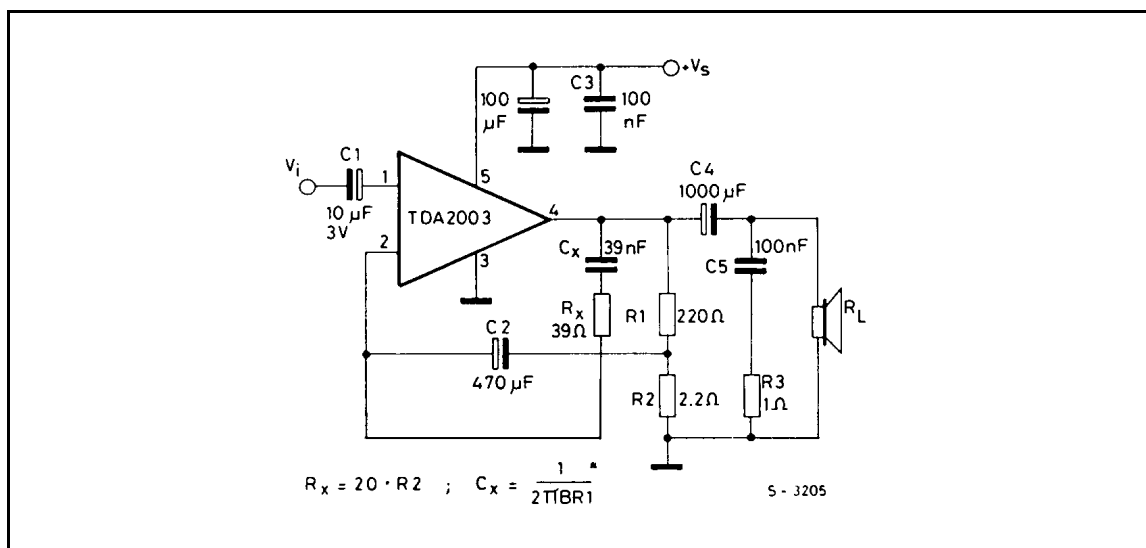 +Vs
C3
100 µF
100 nF
Vi
C1
10 µF
3V
1
5
TDA2003
4
2
3
C4
1000 µF
Cx
39nF
100nF
C5
Rx
39Ω
R1
220Ω
RL
C2
470 µF
R2
2.2Ω
R3
1Ω
Rx = 20 · R2 ; Cx = 1 / 2πBR1 *
S - 3205